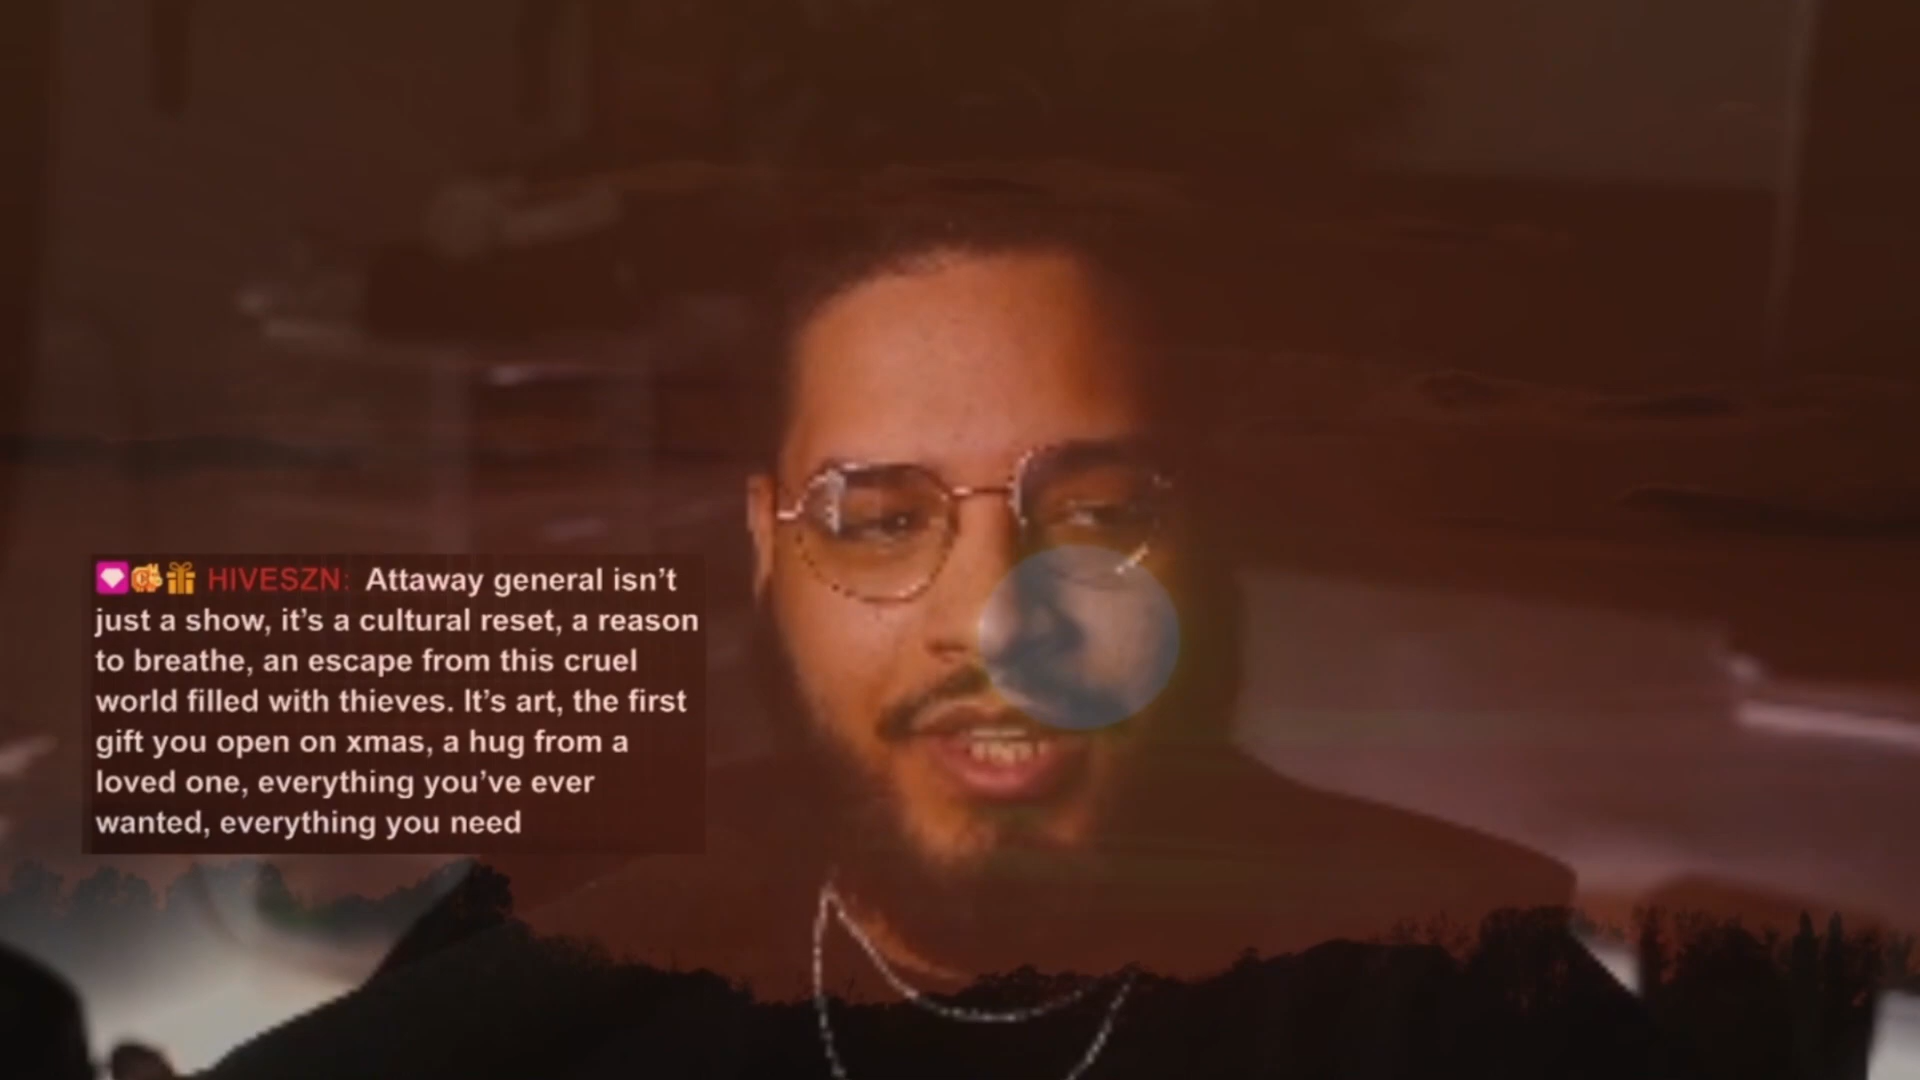 HIVESZN: Attaway general isn’t
just a show, it’s a cultural reset, a reason
to breathe, an escape from this cruel
world filled with thieves. It’s art, the first
gift you open on xmas, a hug from a
loved one, everything you’ve ever
wanted, everything you need